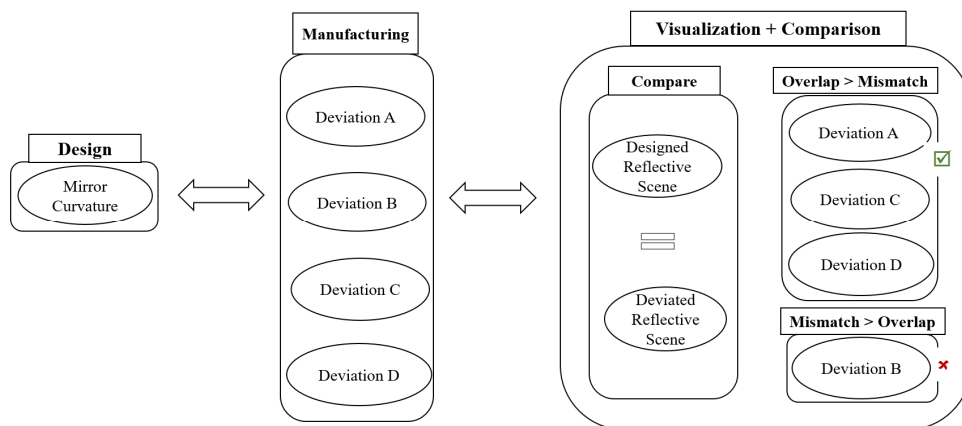 Design
Mirror
Curvature
Manufacturing
Deviation A
Deviation B
Deviation C
Deviation D
Visualization + Comparison
Compare
Designed
Reflective
Scene
Deviated
Reflective
Scene
Overlap > Mismatch
Deviation A
Deviation C
Deviation D
Mismatch > Overlap
Deviation B